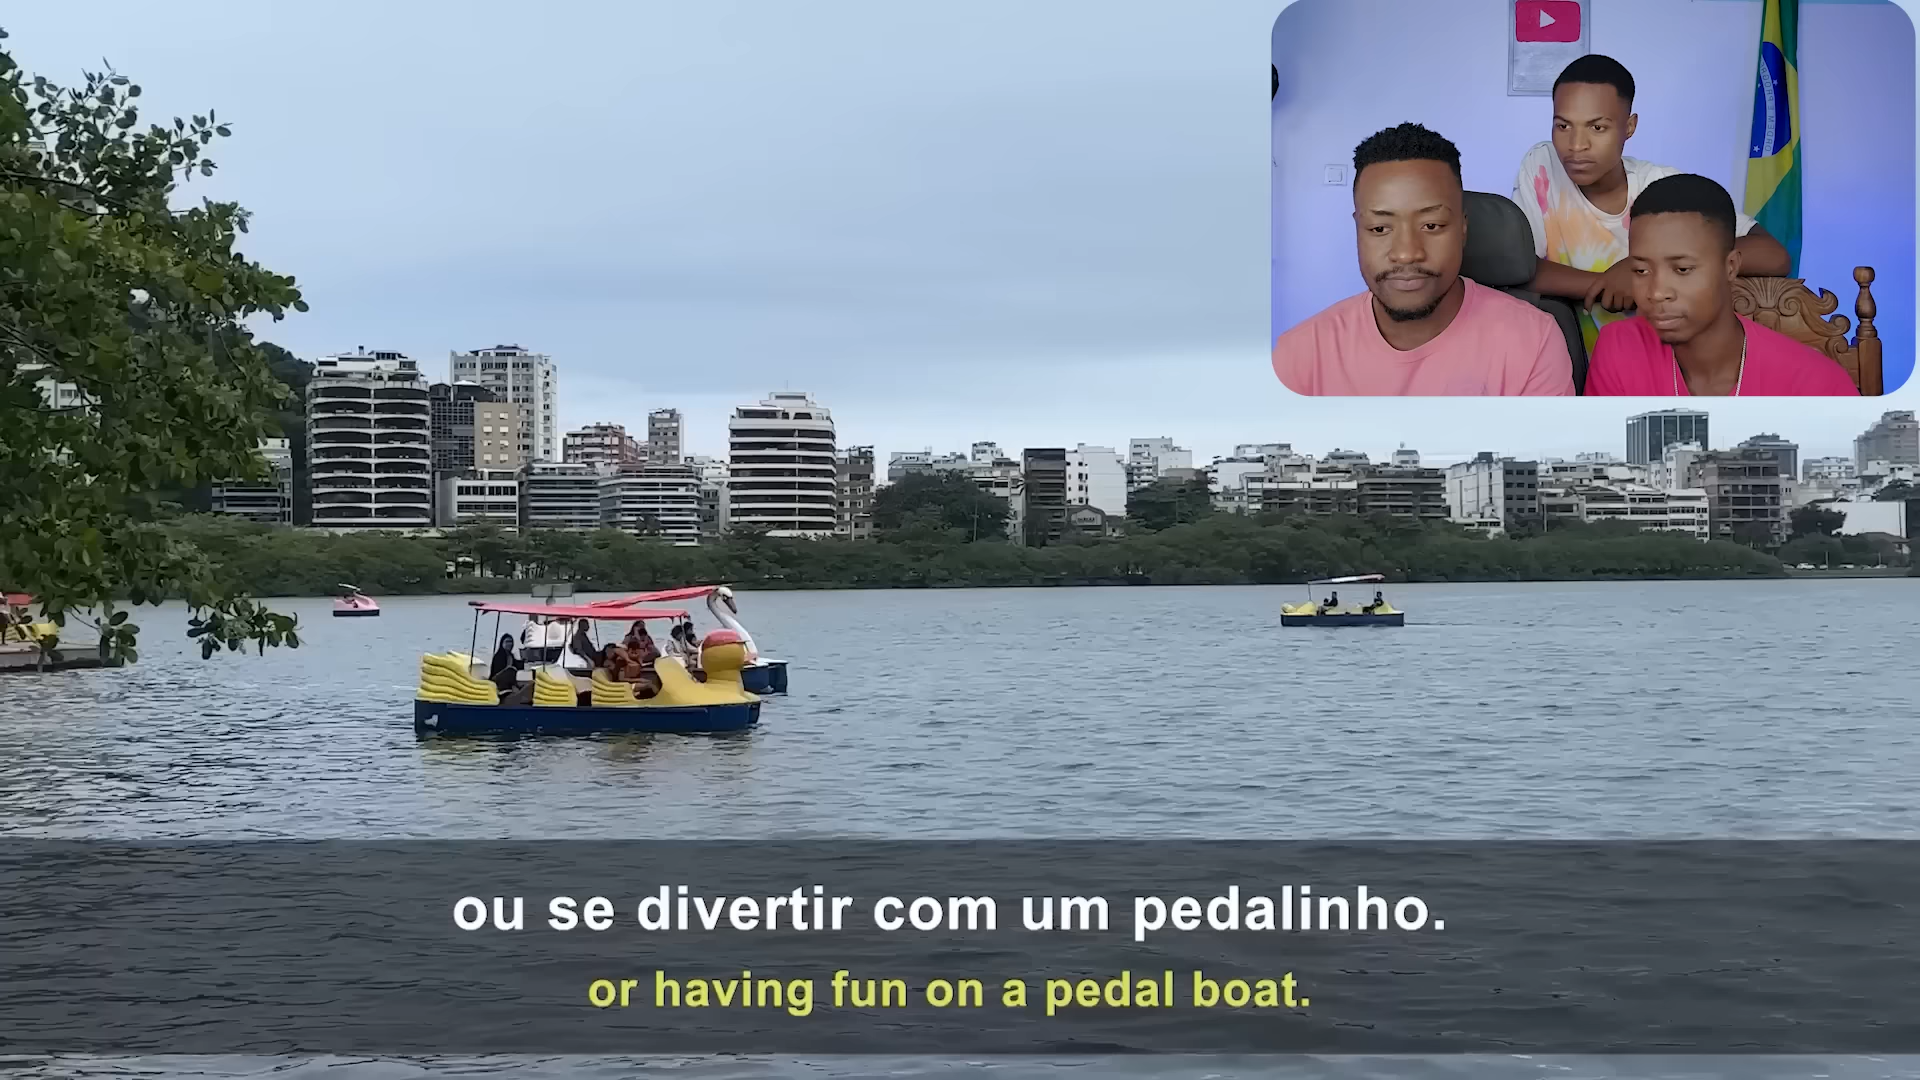 ou se divertir com um pedalinho.
or having fun on a pedal boat.